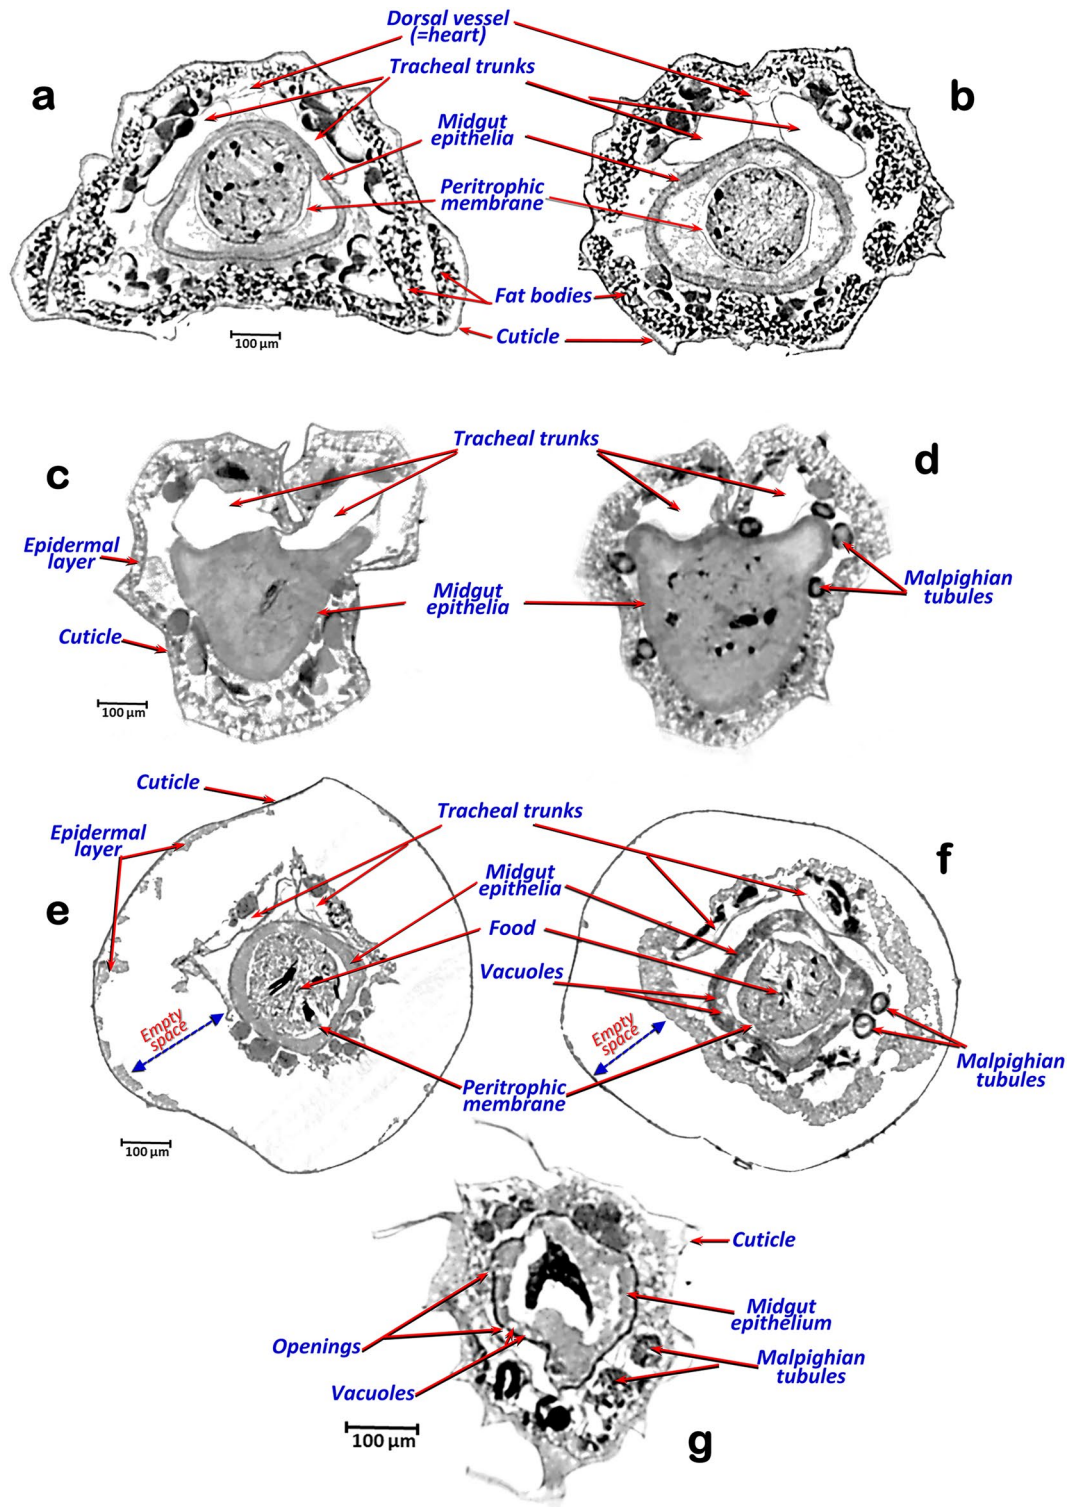 Dorsal vessel
(=heart)
a
Tracheal trunks
b
Midgut
epithelia
Peritrophic
membrane
Fat bodies
Cuticle
100 µm
Tracheal trunks
c
d
Epidermal
layer
Midgut
epithelia
Malpighian
tubules
Cuticle
100 µm
Cuticle
Tracheal trunks
Epidermal
layer
Midgut
epithelia
f
e
Food
Vacuoles
Empty
space
Empty
space
Malpighian
tubules
Peritrophic
membrane
100 µm
Cuticle
Midgut
epithelium
Openings
Malpighian
tubules
Vacuoles
100 µm
g